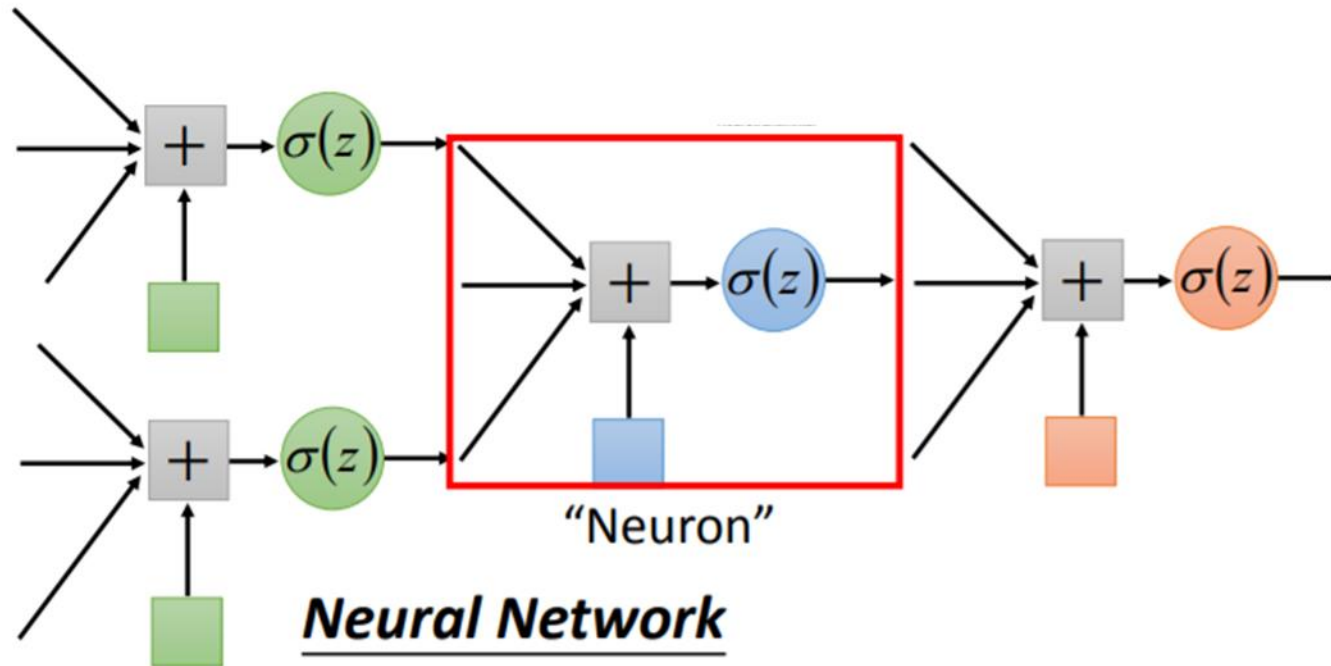 + σ(z)
+ σ(z)
+ σ(z)
+ σ(z)
“Neuron”
Neural Network